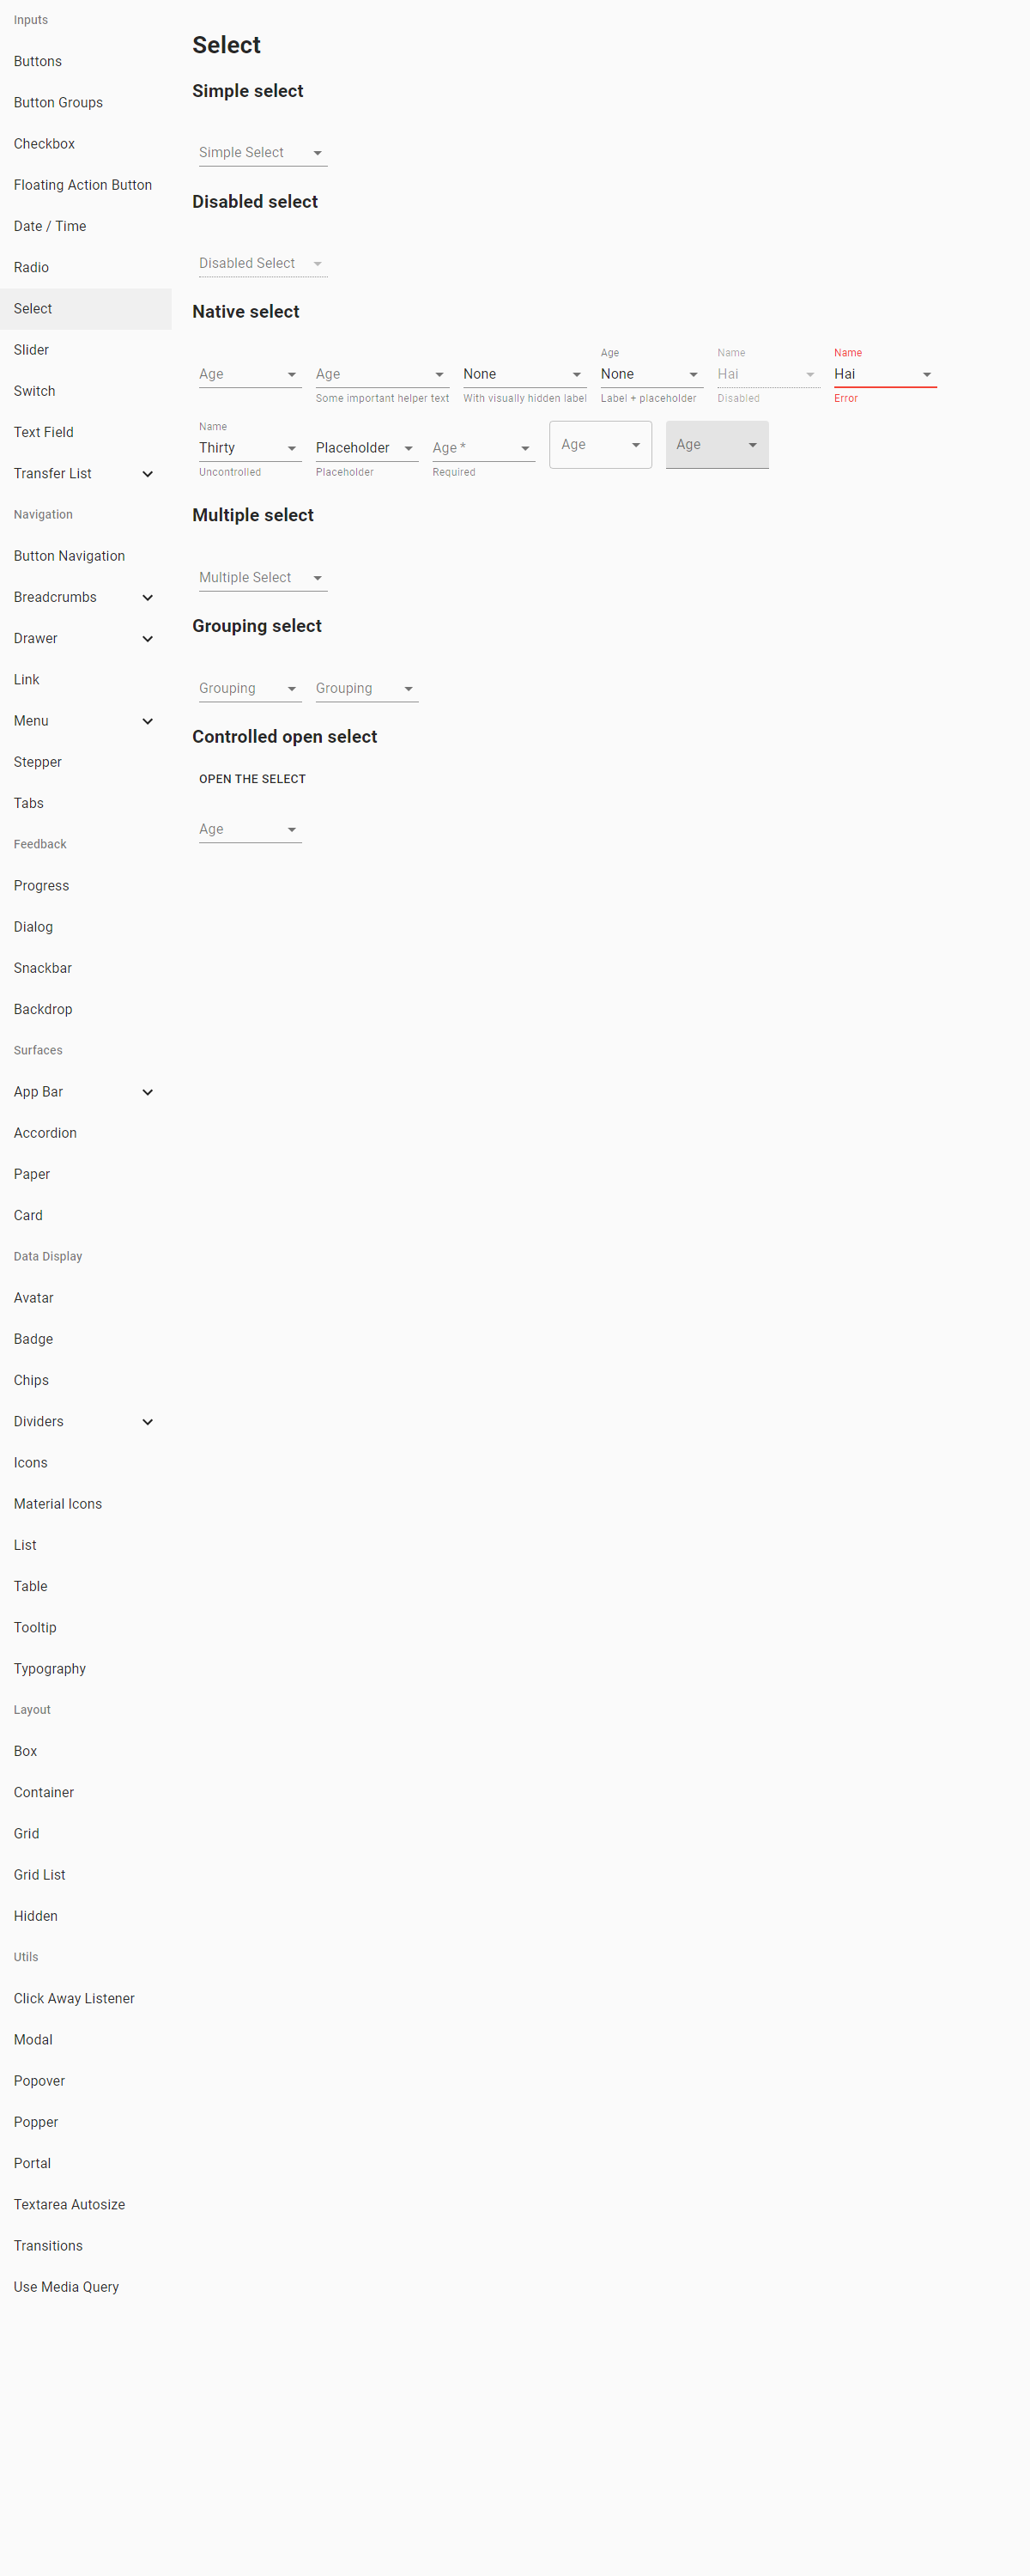 Inputs
Buttons
Button Groups
Checkbox
Floating Action Button
Date / Time
Radio
Select
Slider
Switch
Text Field
Transfer List
Navigation
Button Navigation
Breadcrumbs
Drawer
Link
Menu
Stepper
Tabs
Feedback
Progress
Dialog
Snackbar
Backdrop
Surfaces
App Bar
Accordion
Paper
Card
Data Display
Avatar
Badge
Chips
Dividers
Icons
Material Icons
List
Table
Tooltip
Typography
Layout
Box
Container
Grid
Grid List
Hidden
Utils
Click Away Listener
Modal
Popover
Popper
Portal
Textarea Autosize
Transitions
Use Media Query
Select
Simple select
Simple Select
Disabled select
Disabled Select
Native select
Age Name Name
Age Age None None Hai Hai
Some important helper text With visually hidden label Label + placeholder Disabled Error
Name
Thirty Placeholder Age * Age Age
Uncontrolled Placeholder Required
Multiple select
Multiple Select
Grouping select
Grouping Grouping
Controlled open select
OPEN THE SELECT
Age